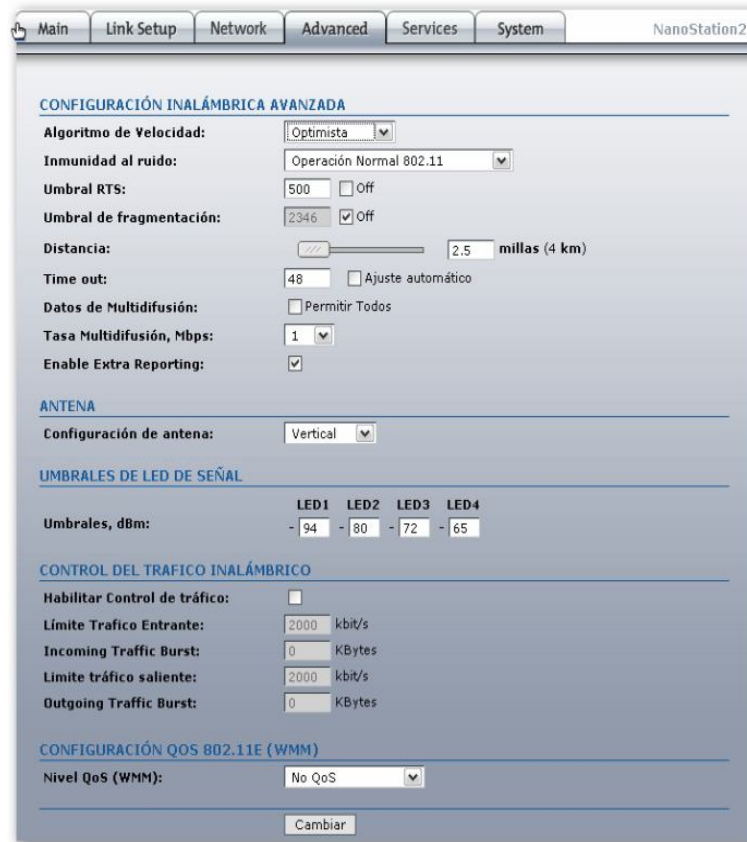 Main Link Setup Network Advanced Services System NanoStation2
CONFIGURACIÓN INALÁMBRICA AVANZADA
Algoritmo de Velocidad: Optimista
Inmunidad al ruido: Operación Normal 802.11
Umbral RTS: 500 Off
Umbral de fragmentación: 2346 Off
Distancia: 2.5 millas (4 km)
Time out: 48 Ajuste automático
Datos de Multidifusión: Permitir Todos
Tasa Multidifusión, Mbps: 1
Enable Extra Reporting:
ANTENA
Configuración de antena: Vertical
UMBRALES DE LED DE SEÑAL
LED1 LED2 LED3 LED4
Umbrales, dBm: - 94 - 80 - 72 - 65
CONTROL DEL TRAFICO INALÁMBRICO
Habilitar Control de tráfico:
Límite Trafico Entrante: 2000 kbit/s
Incoming Traffic Burst: 0 KBytes
Limite tráfico saliente: 2000 kbit/s
Outgoing Traffic Burst: 0 KBytes
CONFIGURACIÓN QOS 802.11E (WMM)
Nivel QoS (WMM): No QoS
Cambiar